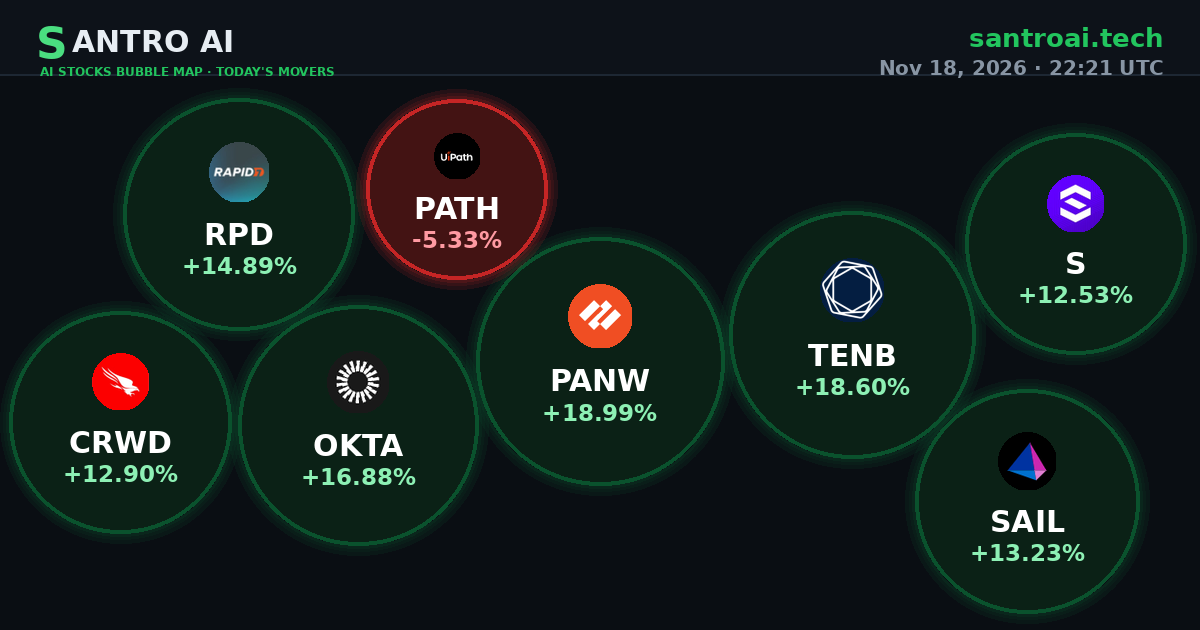 SANTRO AI
AI STOCKS BUBBLE MAP · TODAY'S MOVERS
santroai.tech
Nov 18, 2026 · 22:21 UTC
RAPID7
RPD
+14.89%
UiPath
PATH
-5.33%
S
+12.53%
TENB
+18.60%
PANW
+18.99%
CRWD
+12.90%
OKTA
+16.88%
SAIL
+13.23%